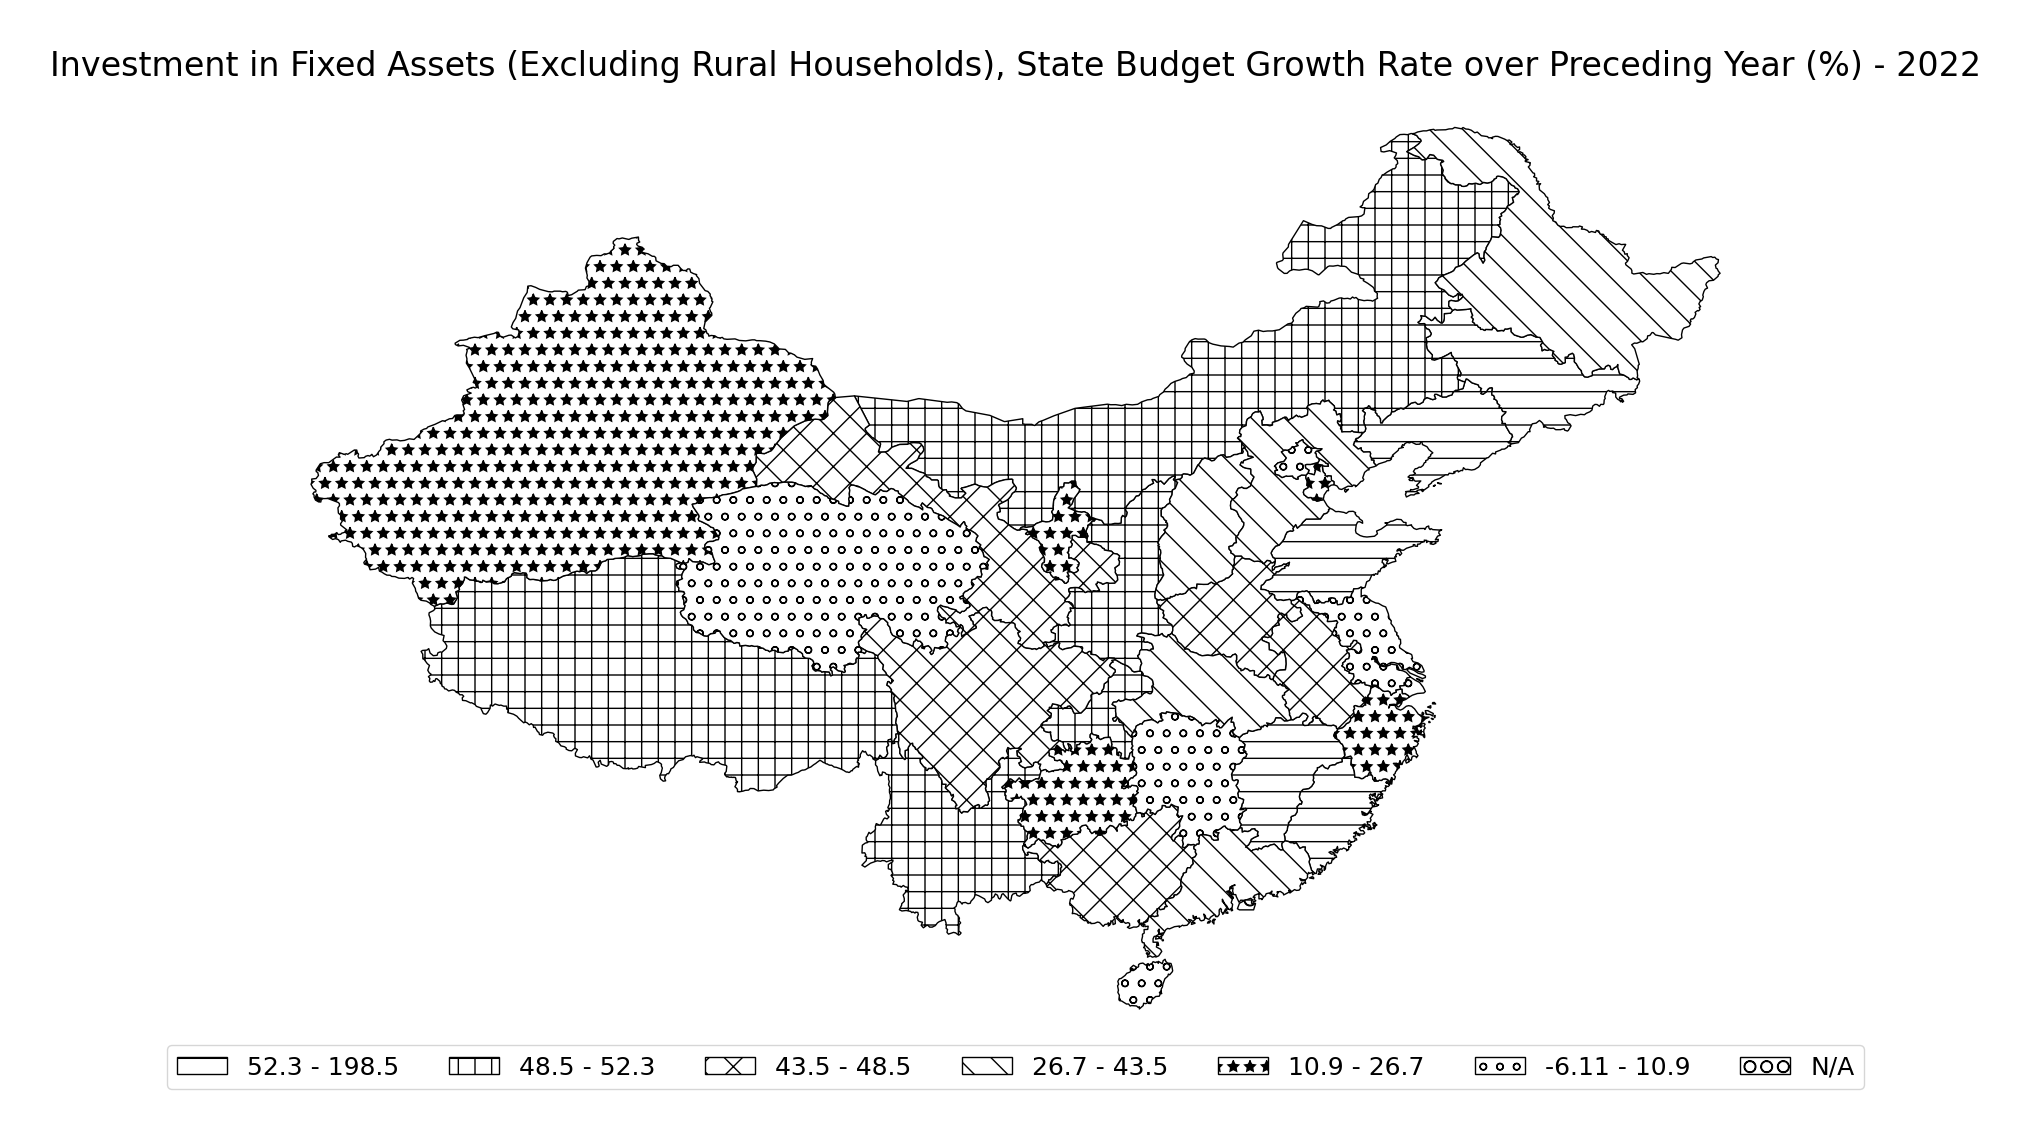 Investment in Fixed Assets (Excluding Rural Households), State Budget Growth Rate over Preceding Year (%) - 2022
52.3 - 198.5 48.5 - 52.3 43.5 - 48.5 26.7 - 43.5 10.9 - 26.7 -6.11 - 10.9 N/A